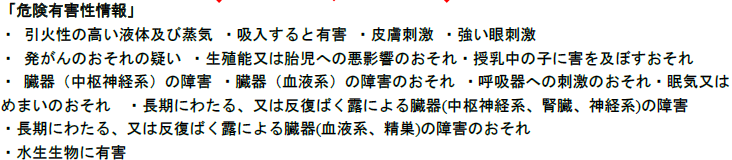 「危険有害性情報」
・ 引火性の高い液体及び蒸気 ・吸入すると有害 ・皮膚刺激 ・強い眼刺激
・ 発がんのおそれの疑い ・生殖能又は胎児への悪影響のおそれ・授乳中の子に害を及ぼすおそれ
・ 臓器（中枢神経系）の障害 ・臓器（血液系）の障害のおそれ ・呼吸器への刺激のおそれ・眠気又は
めまいのおそれ ・長期にわたる、又は反復ばく露による臓器(中枢神経系、腎臓、神経系)の障害
・長期にわたる、又は反復ばく露による臓器(血液系、精巣)の障害のおそれ
・水生生物に有害